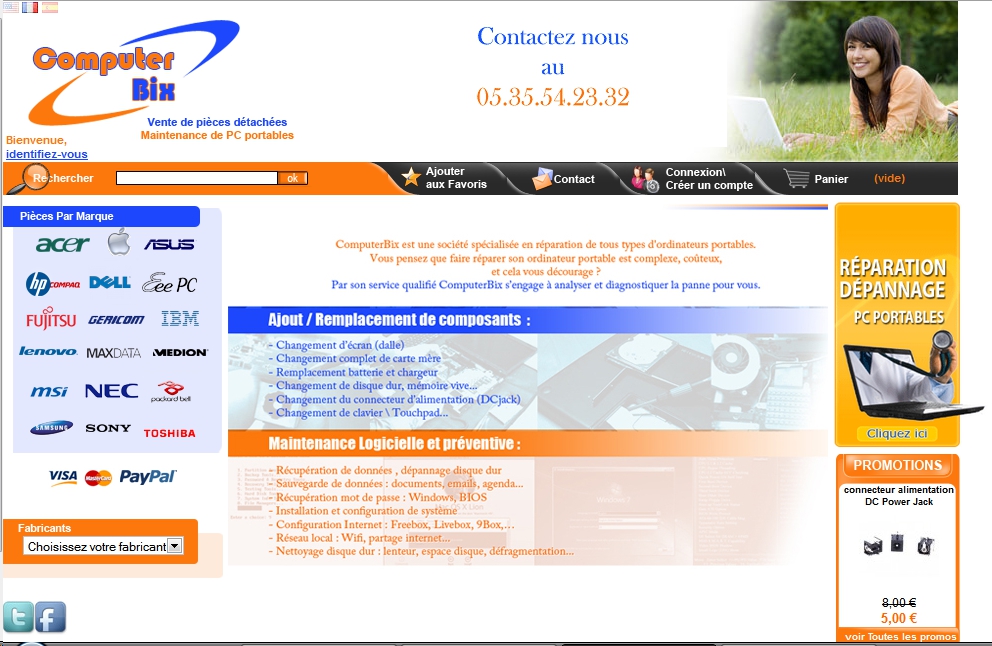 Computer
Bix
Vente de pièces détachées
Maintenance de PC portables
Contactez nous
au
05.35.54.23.32
Bienvenue,
identifiez-vous
Rechercher
ok
Ajouter
aux Favoris
Contact
Connexion\
Créer un compte
Panier
(vide)
Pièces Par Marque
acer
ASUS
hp COMPAQ
DELL
Eee PC
FUJITSU
GERICOM
IBM
lenovo
MAXDATA
MEDION
msi
NEC
packard bell
SAMSUNG
SONY
TOSHIBA
VISA
MasterCard
PayPal
Fabricants
Choisissez votre fabricant
ComputerBix est une société spécialisée en réparation de tous types d'ordinateurs portables.
Vous pensez que faire réparer son ordinateur portable est complexe, coûteux,
et cela vous décourage ?
Par son service qualifié ComputerBix s'engage à analyser et diagnostiquer la panne pour vous.
Ajout / Remplacement de composants :
- Changement d'écran (dalle)
- Changement complet de carte mère
- Remplacement batterie et chargeur
- Changement de disque dur, mémoire vive...
- Changement du connecteur d'alimentation (DCjack)
- Changement de clavier \ Touchpad...
Maintenance Logicielle et préventive :
- Récupération de données , dépannage disque dur
- Sauvegarde de données : documents, emails, agenda...
- Récupération mot de passe : Windows, BIOS
- Installation et configuration de système
- Configuration Internet : Freebox, Livebox, 9Box,...
- Réseau local : Wifi, partage internet...
- Nettoyage disque dur : lenteur, espace disque, défragmentation...
RÉPARATION
DÉPANNAGE
PC PORTABLES
Cliquez ici
PROMOTIONS
connecteur alimentation
DC Power Jack
8,00 €
5,00 €
voir Toutes les promos